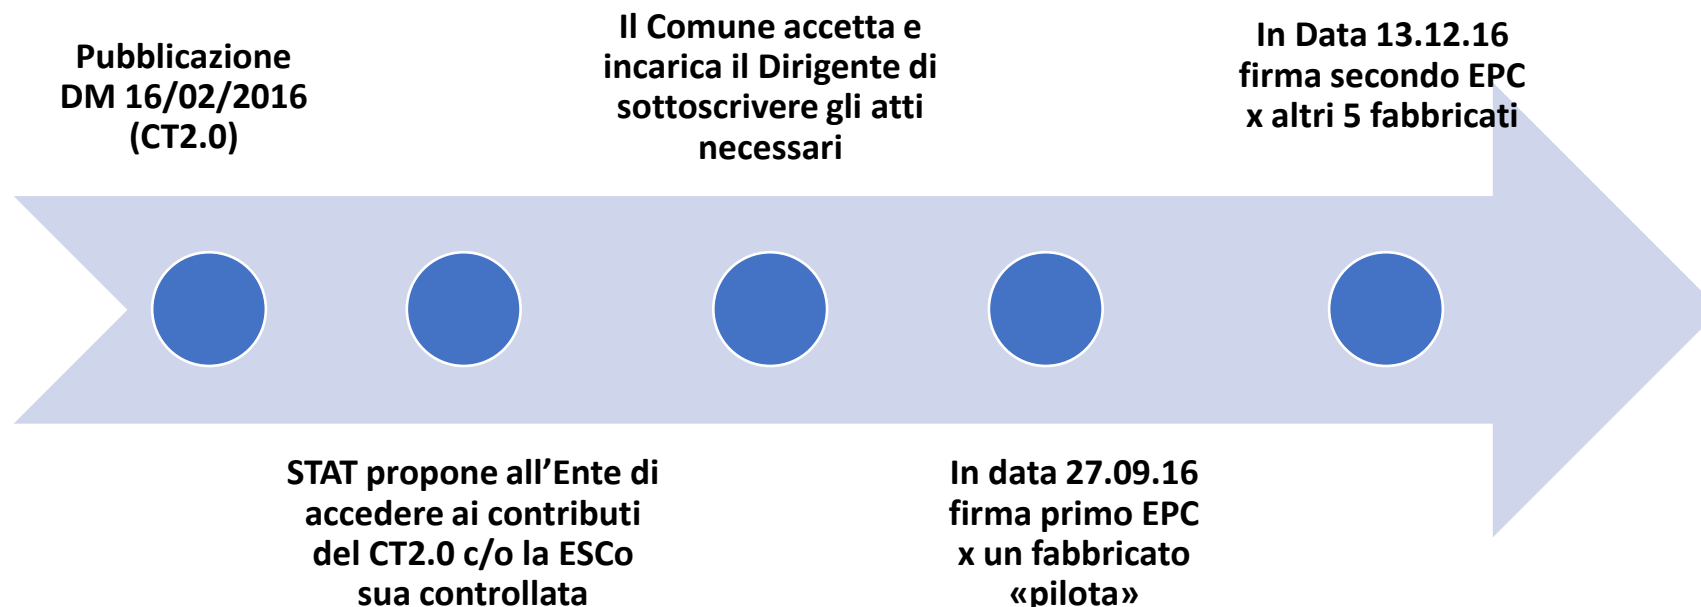 Pubblicazione
DM 16/02/2016
(CT2.0)
STAT propone all’Ente di
accedere ai contributi
del CT2.0 c/o la ESCo
sua controllata
Il Comune accetta e
incarica il Dirigente di
sottoscrivere gli atti
necessari
In data 27.09.16
firma primo EPC
x un fabbricato
«pilota»
In Data 13.12.16
firma secondo EPC
x altri 5 fabbricati